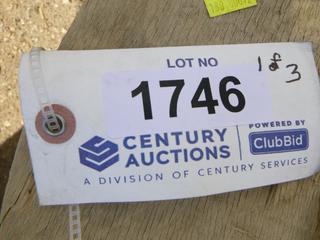 LOT NO
1 of 3
1746
CENTURY
AUCTIONS
POWERED BY
ClubBid
A DIVISION OF CENTURY SERVICES